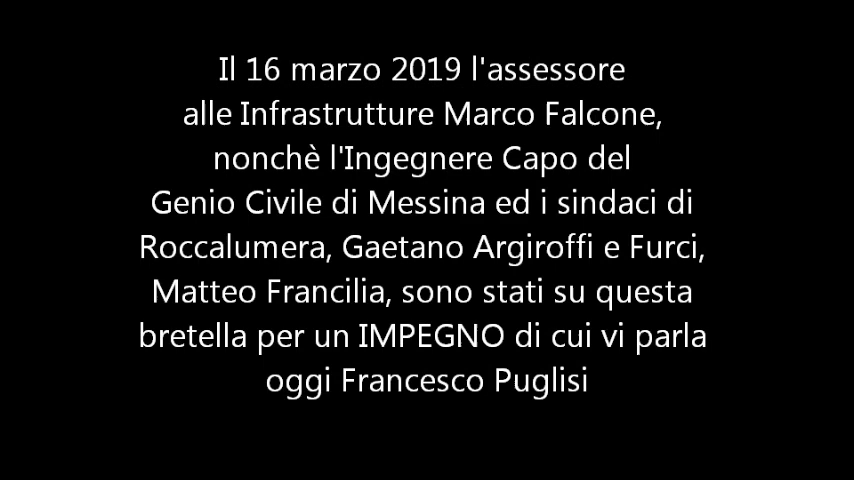 Il 16 marzo 2019 l'assessore
alle Infrastrutture Marco Falcone,
nonchè l'Ingegnere Capo del
Genio Civile di Messina ed i sindaci di
Roccalumera, Gaetano Argiroffi e Furci,
Matteo Francilia, sono stati su questa
bretella per un IMPEGNO di cui vi parla
oggi Francesco Puglisi